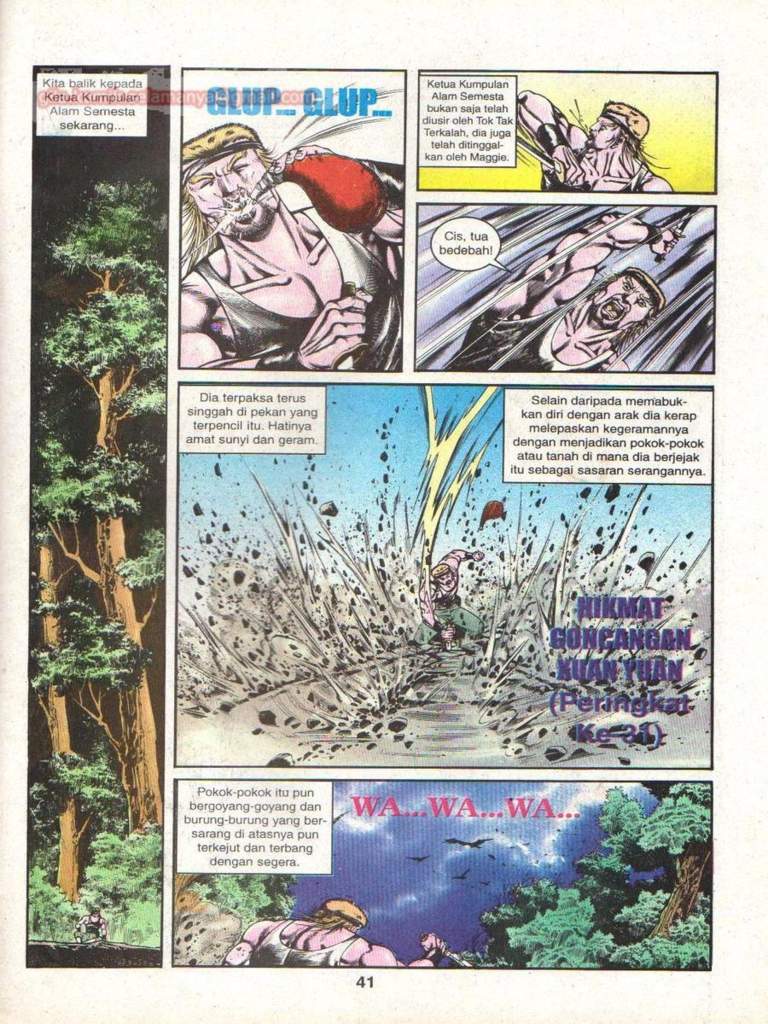 Kita balik kepada
Ketua Kumpulan
Alam Semesta
sekarang...
GLUP... GLUP...
Ketua Kumpulan
Alam Semesta
bukan saja telah
diusir oleh Tok Tak
Terkalah, dia juga
telah ditinggal-
kan oleh Maggie.
Cis, tua
bedebah!
Dia terpaksa terus
singgah di pekan yang
terpencil itu. Hatinya
amat sunyi dan geram.
Selain daripada memabuk-
kan diri dengan arak dia kerap
melepaskan kegeramannya
dengan menjadikan pokok-pokok
atau tanah di mana dia berjejak
itu sebagai sasaran serangannya.
HIKMAT
GONCANGAN
XUAN YUAN
(Peringkat
Ke-31)
Pokok-pokok itu pun
bergoyang-goyang dan
burung-burung yang ber-
sarang di atasnya pun
terkejut dan terbang
dengan segera.
WA...WA...WA...
41